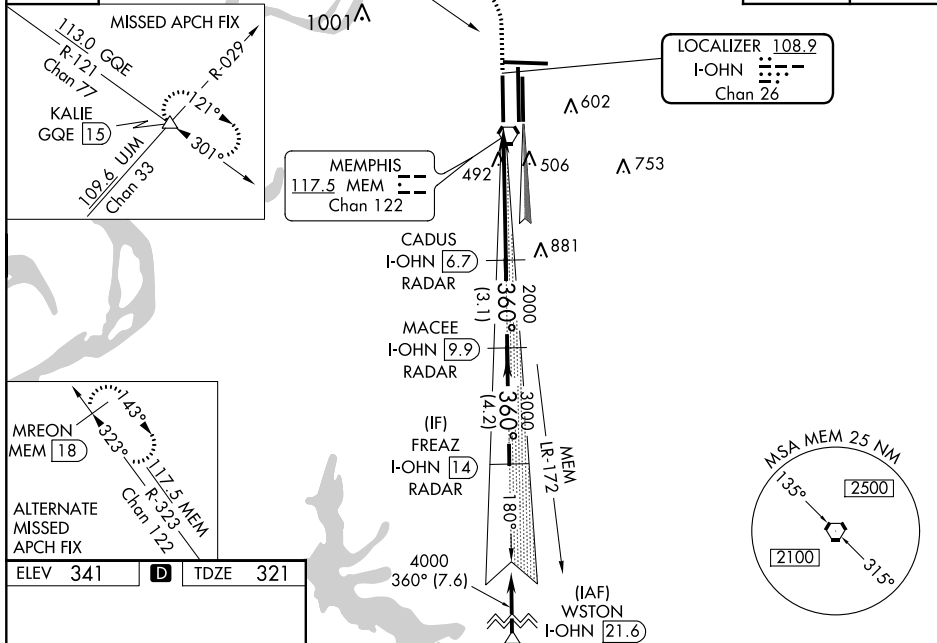 MISSED APCH FIX
113.0 GQE
R-121
Chan 77
R-029
121°
301°
KALIE
GQE 15
109.6 UJM
Chan 33
1001
LOCALIZER 108.9
I-OHN
Chan 26
602
MEMPHIS
117.5 MEM
Chan 122
492
506
753
881
CADUS
I-OHN 6.7
RADAR
360°
(3.1)
2000
MACEE
I-OHN 9.9
RADAR
360°
(4.2)
3000
(IF)
FREAZ
I-OHN 14
RADAR
MEM
LR-172
180°
4000
360° (7.6)
(IAF)
WSTON
I-OHN 21.6
MREON
MEM 18
143°
323°
117.5 MEM
R-323
Chan 122
ALTERNATE
MISSED
APCH FIX
MSA MEM 25 NM
135°
2500
2100
315°
ELEV 341 D TDZE 321